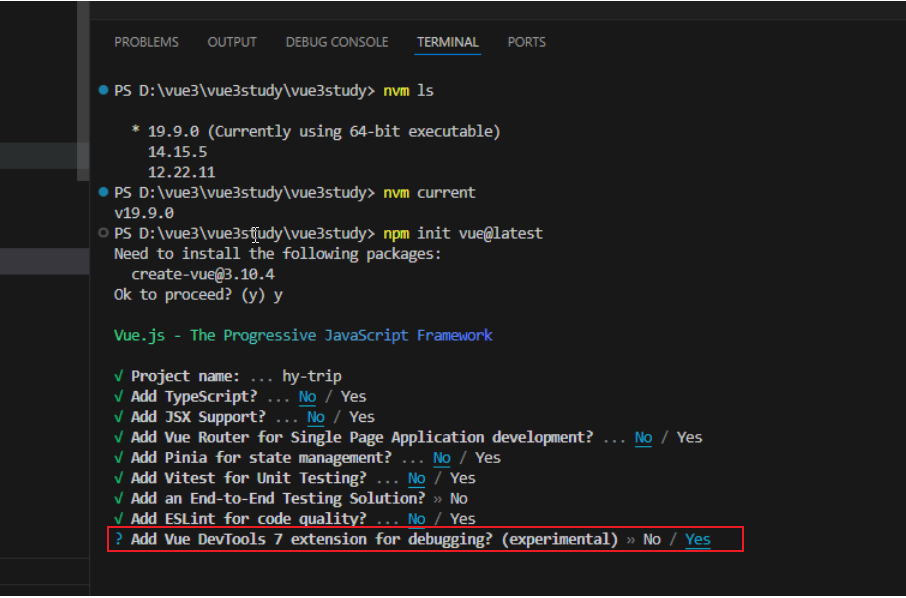 PROBLEMS OUTPUT DEBUG CONSOLE TERMINAL PORTS
PS D:\vue3\vue3study\vue3study> nvm ls
* 19.9.0 (Currently using 64-bit executable)
14.15.5
12.22.11
PS D:\vue3\vue3study\vue3study> nvm current
v19.9.0
PS D:\vue3\vue3study\vue3study> npm init vue@latest
Need to install the following packages:
create-vue@3.10.4
Ok to proceed? (y) y
Vue.js - The Progressive JavaScript Framework
√ Project name: ... hy-trip
√ Add TypeScript? ... No / Yes
√ Add JSX Support? ... No / Yes
√ Add Vue Router for Single Page Application development? ... No / Yes
√ Add Pinia for state management? ... No / Yes
√ Add Vitest for Unit Testing? ... No / Yes
√ Add an End-to-End Testing Solution? » No
√ Add ESLint for code quality? ... No / Yes
? Add Vue DevTools 7 extension for debugging? (experimental) » No / Yes